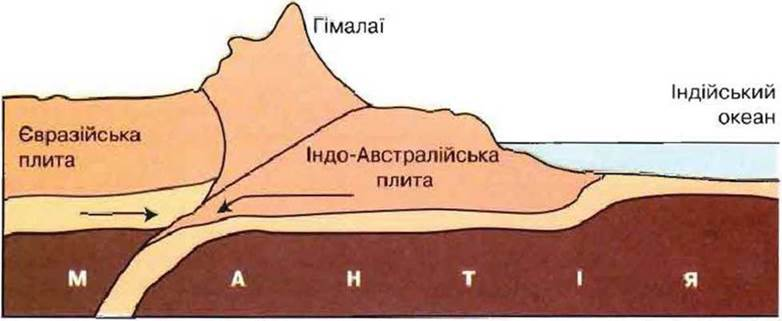 Гімалаї
Індійський
океан
Євразійська
плита
Індо-Австралійська
плита
М А Н Т І Я